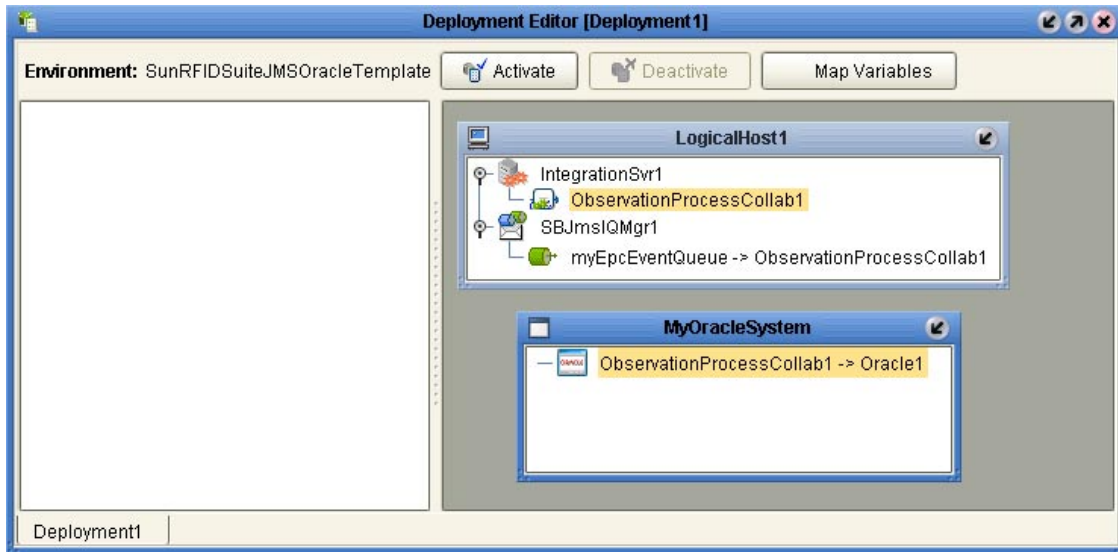 Deployment Editor [Deployment1]
Environment: SunRFIDSuiteJMSOracleTemplate
Activate
Deactivate
Map Variables
LogicalHost1
IntegrationSvr1
ObservationProcessCollab1
SBJmsIQMgr1
myEpcEventQueue -> ObservationProcessCollab1
MyOracleSystem
ORACLE
ObservationProcessCollab1 -> Oracle1
Deployment1